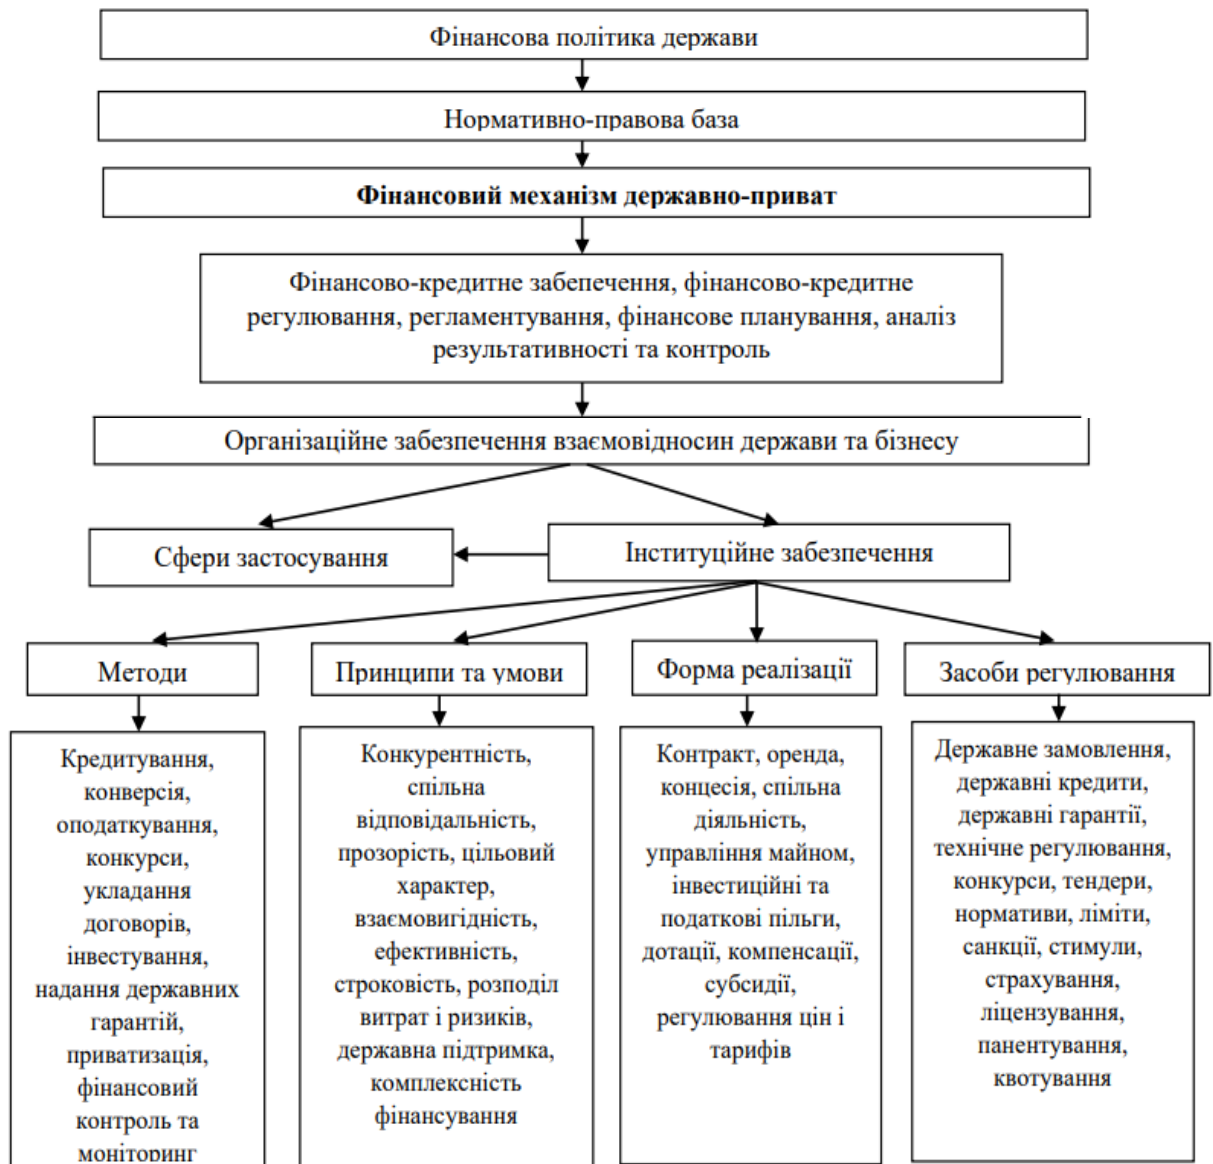 Фінансова політика держави
Нормативно-правова база
Фінансовий механізм державно-приват
Фінансово-кредитне забепечення, фінансово-кредитне
регулювання, регламентування, фінансове планування, аналіз
результативності та контроль
Організаційне забезпечення взаємовідносин держави та бізнесу
Сфери застосування
Інституційне забезпечення
Методи
Принципи та умови
Форма реалізації
Засоби регулювання
Кредитування,
конверсія,
оподаткування,
конкурси,
укладання
договорів,
інвестування,
надання державних
гарантій,
приватизація,
фінансовий
контроль та
моніторинг
Конкурентність,
спільна
відповідальність,
прозорість, цільовий
характер,
взаємовигідність,
ефективність,
строковість, розподіл
витрат і ризиків,
державна підтримка,
комплексність
фінансування
Контракт, оренда,
концесія, спільна
діяльність,
управління майном,
інвестиційні та
податкові пільги,
дотації, компенсації,
субсидії,
регулювання цін і
тарифів
Державне замовлення,
державні кредити,
державні гарантії,
технічне регулювання,
конкурси, тендери,
нормативи, ліміти,
санкції, стимули,
страхування,
ліцензування,
панентування,
квотування